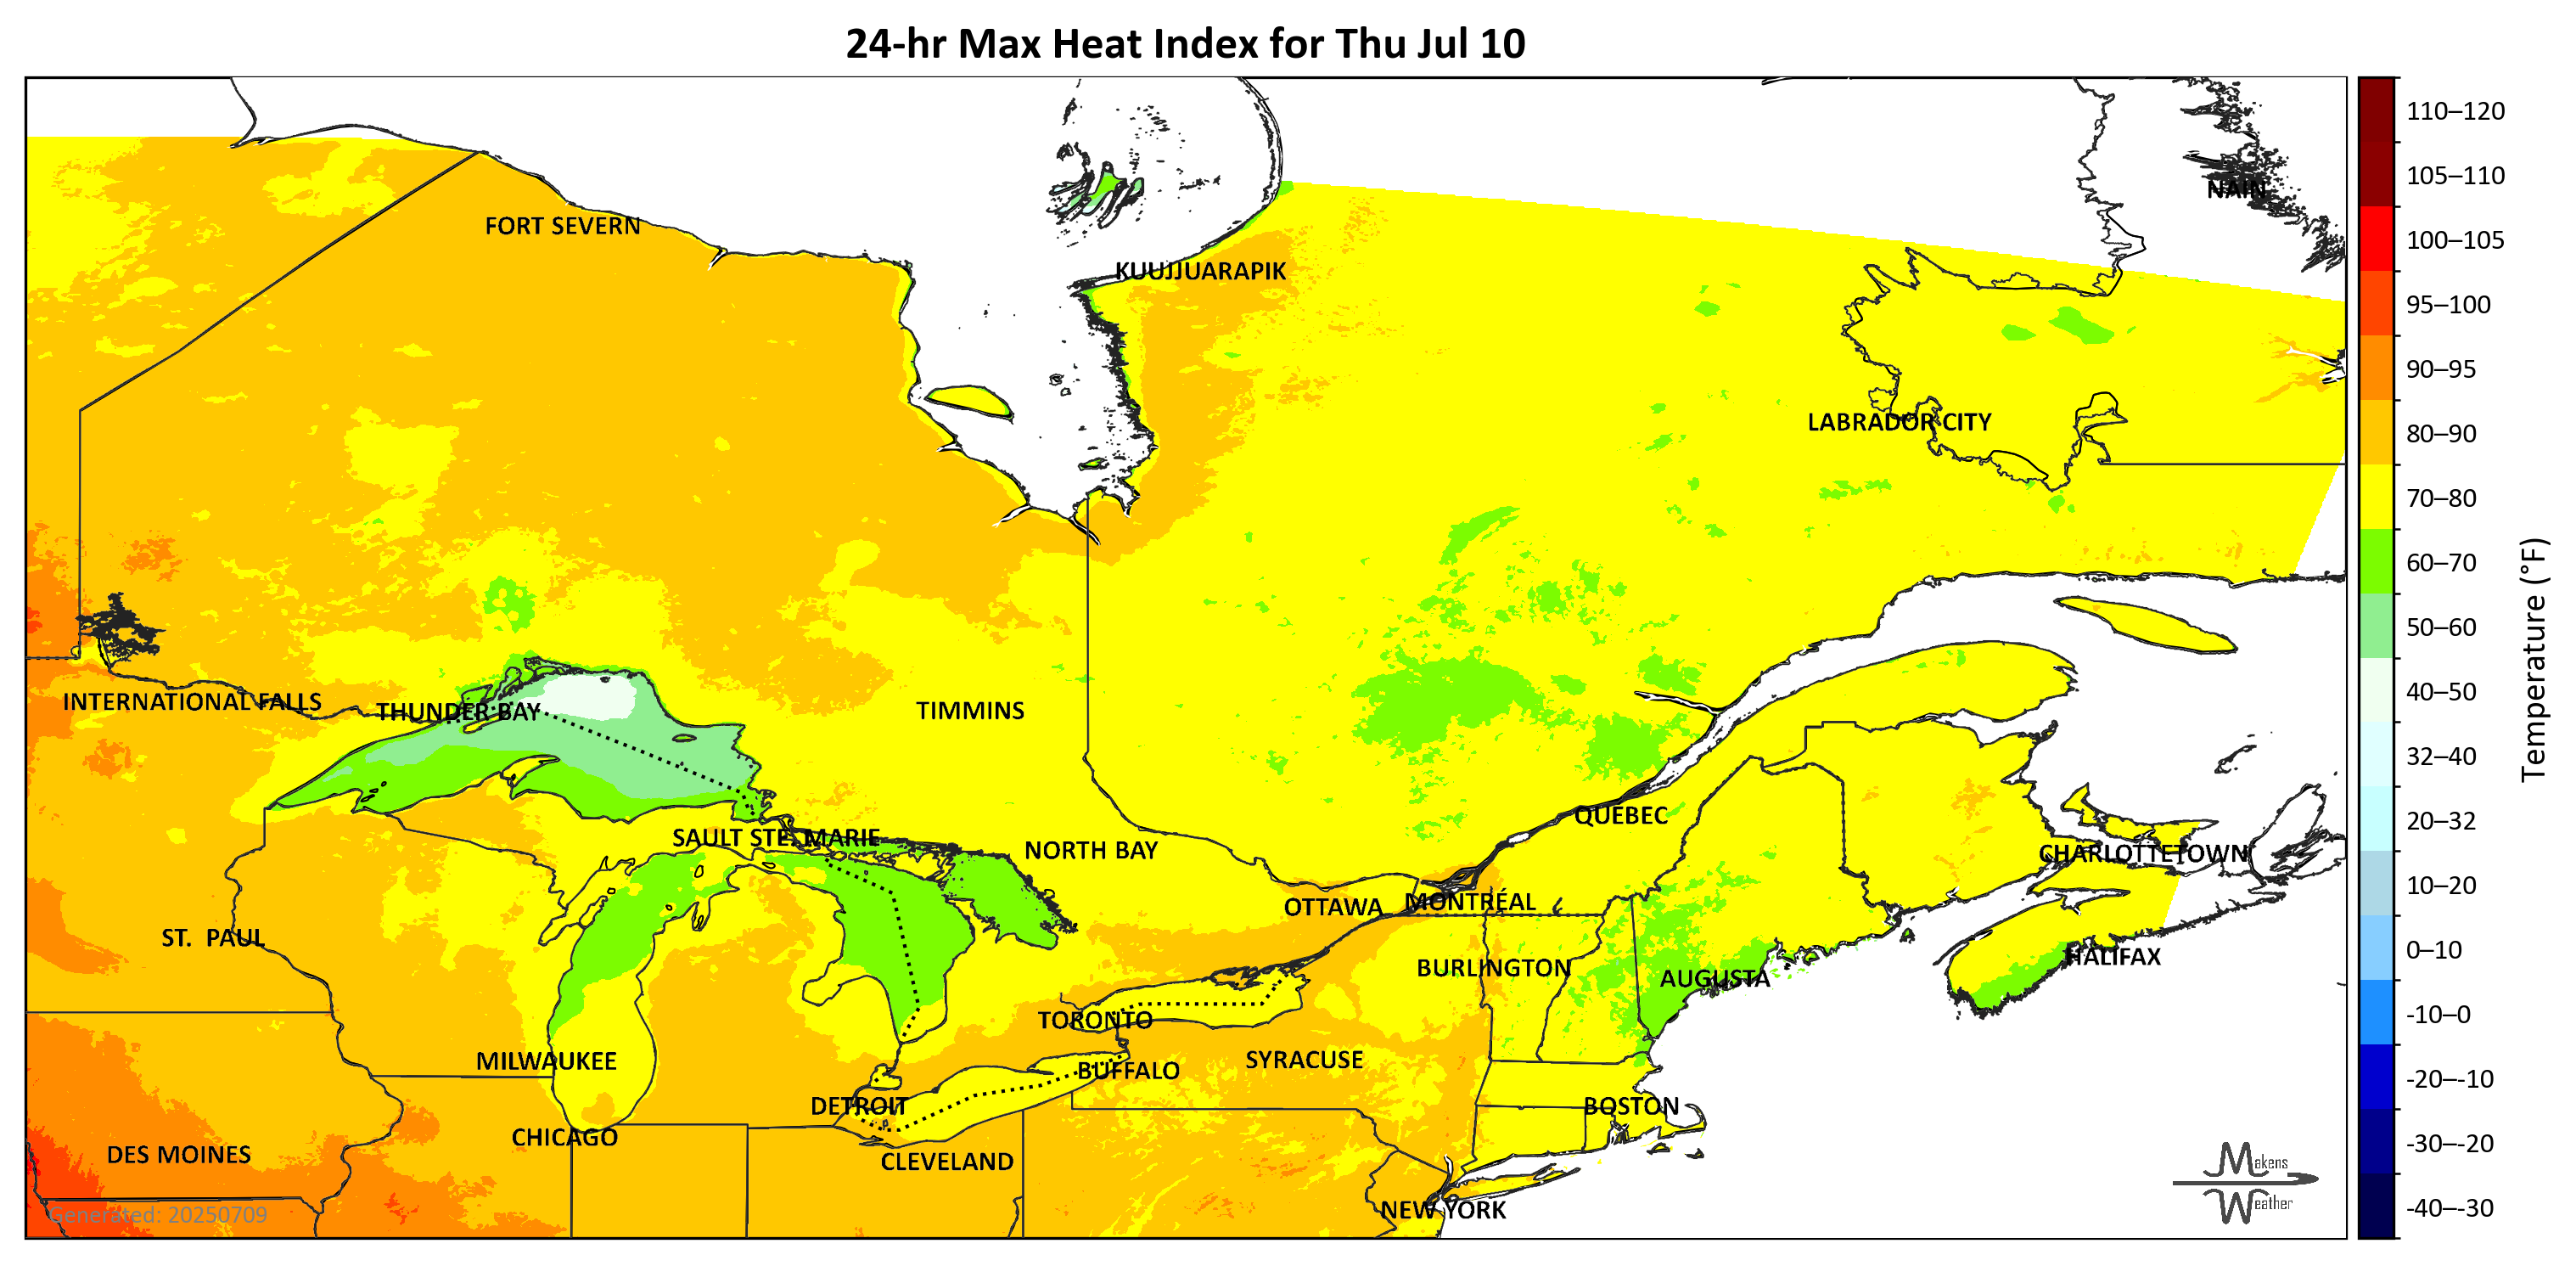 24-hr Max Heat Index for Thu Jul 10
NAIN
FORT SEVERN
KUUJJUARAPIK
LABRADOR CITY
INTERNATIONAL FALLS
THUNDER BAY
TIMMINS
QUEBEC
SAULT STE. MARIE
NORTH BAY
CHARLOTTETOWN
OTTAWA
MONTRÉAL
ST. PAUL
HALIFAX
BURLINGTON
AUGUSTA
TORONTO
MILWAUKEE
BUFFALO
SYRACUSE
DETROIT
BOSTON
CHICAGO
DES MOINES
CLEVELAND
NEW YORK
Generated: 20250709
Makens
Weather
110–120
105–110
100–105
95–100
90–95
80–90
70–80
60–70
50–60
40–50
32–40
20–32
10–20
0–10
-10–0
-20–-10
-30–-20
-40–-30
Temperature (°F)